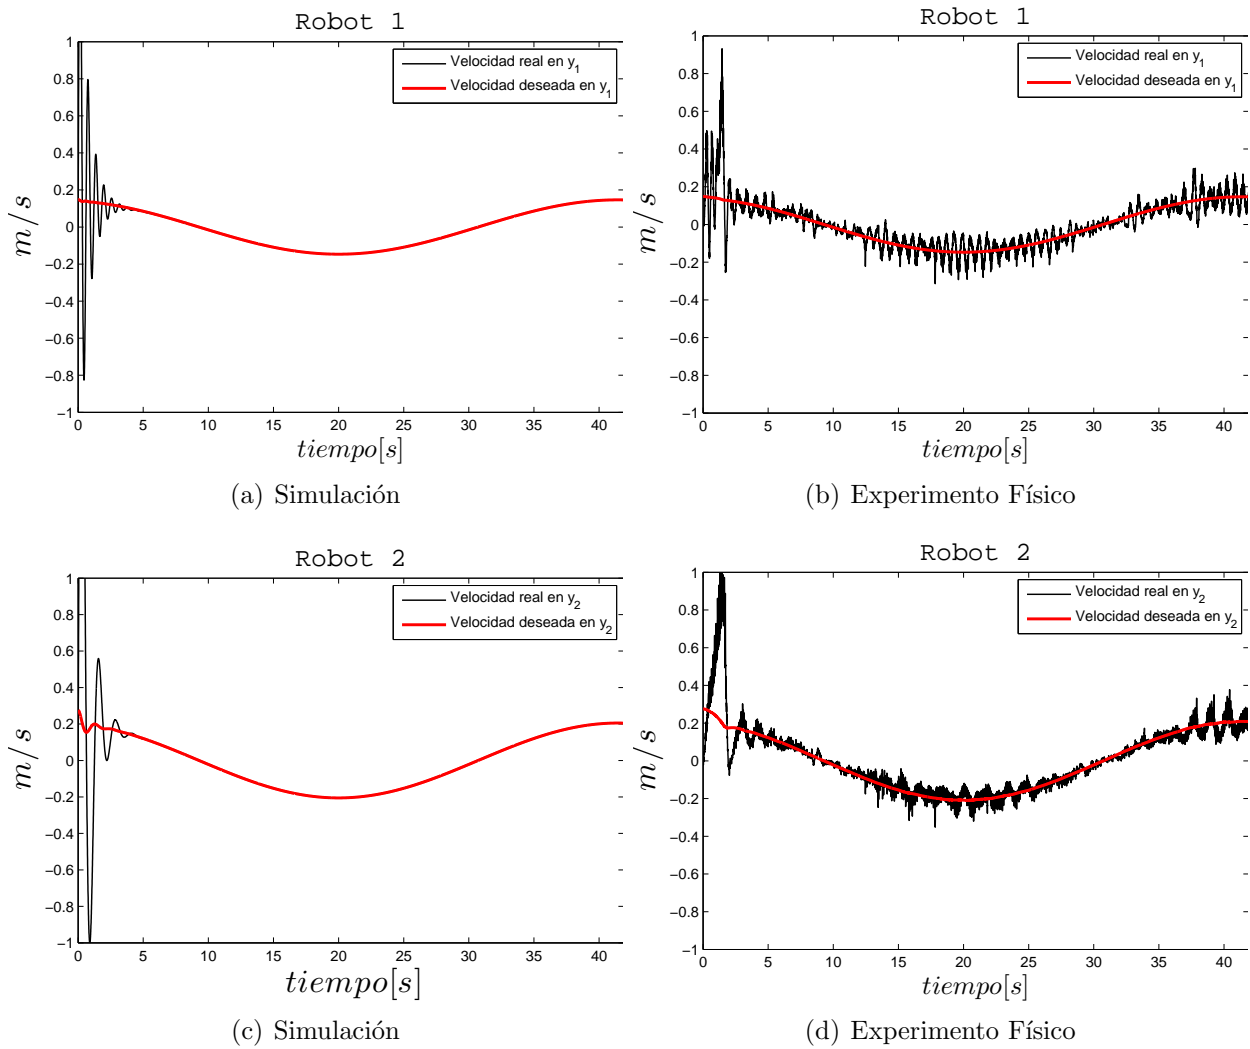 Robot 1
1
0.8
0.6
0.4
0.2
0
−0.2
−0.4
−0.6
−0.8
−1
m/s
Velocidad real en y1
Velocidad deseada en y1
0 5 10 15 20 25 30 35 40
tiempo[s]
(a) Simulación
Robot 1
1
0.8
0.6
0.4
0.2
0
−0.2
−0.4
−0.6
−0.8
−1
m/s
Velocidad real en y1
Velocidad deseada en y1
0 5 10 15 20 25 30 35 40
tiempo[s]
(b) Experimento Físico
Robot 2
1
0.8
0.6
0.4
0.2
0
−0.2
−0.4
−0.6
−0.8
−1
m/s
Velocidad real en y2
Velocidad deseada en y2
0 5 10 15 20 25 30 35 40
tiempo[s]
(c) Simulación
Robot 2
1
0.8
0.6
0.4
0.2
0
−0.2
−0.4
−0.6
−0.8
−1
m/s
Velocidad real en y2
Velocidad deseada en y2
0 5 10 15 20 25 30 35 40
tiempo[s]
(d) Experimento Físico